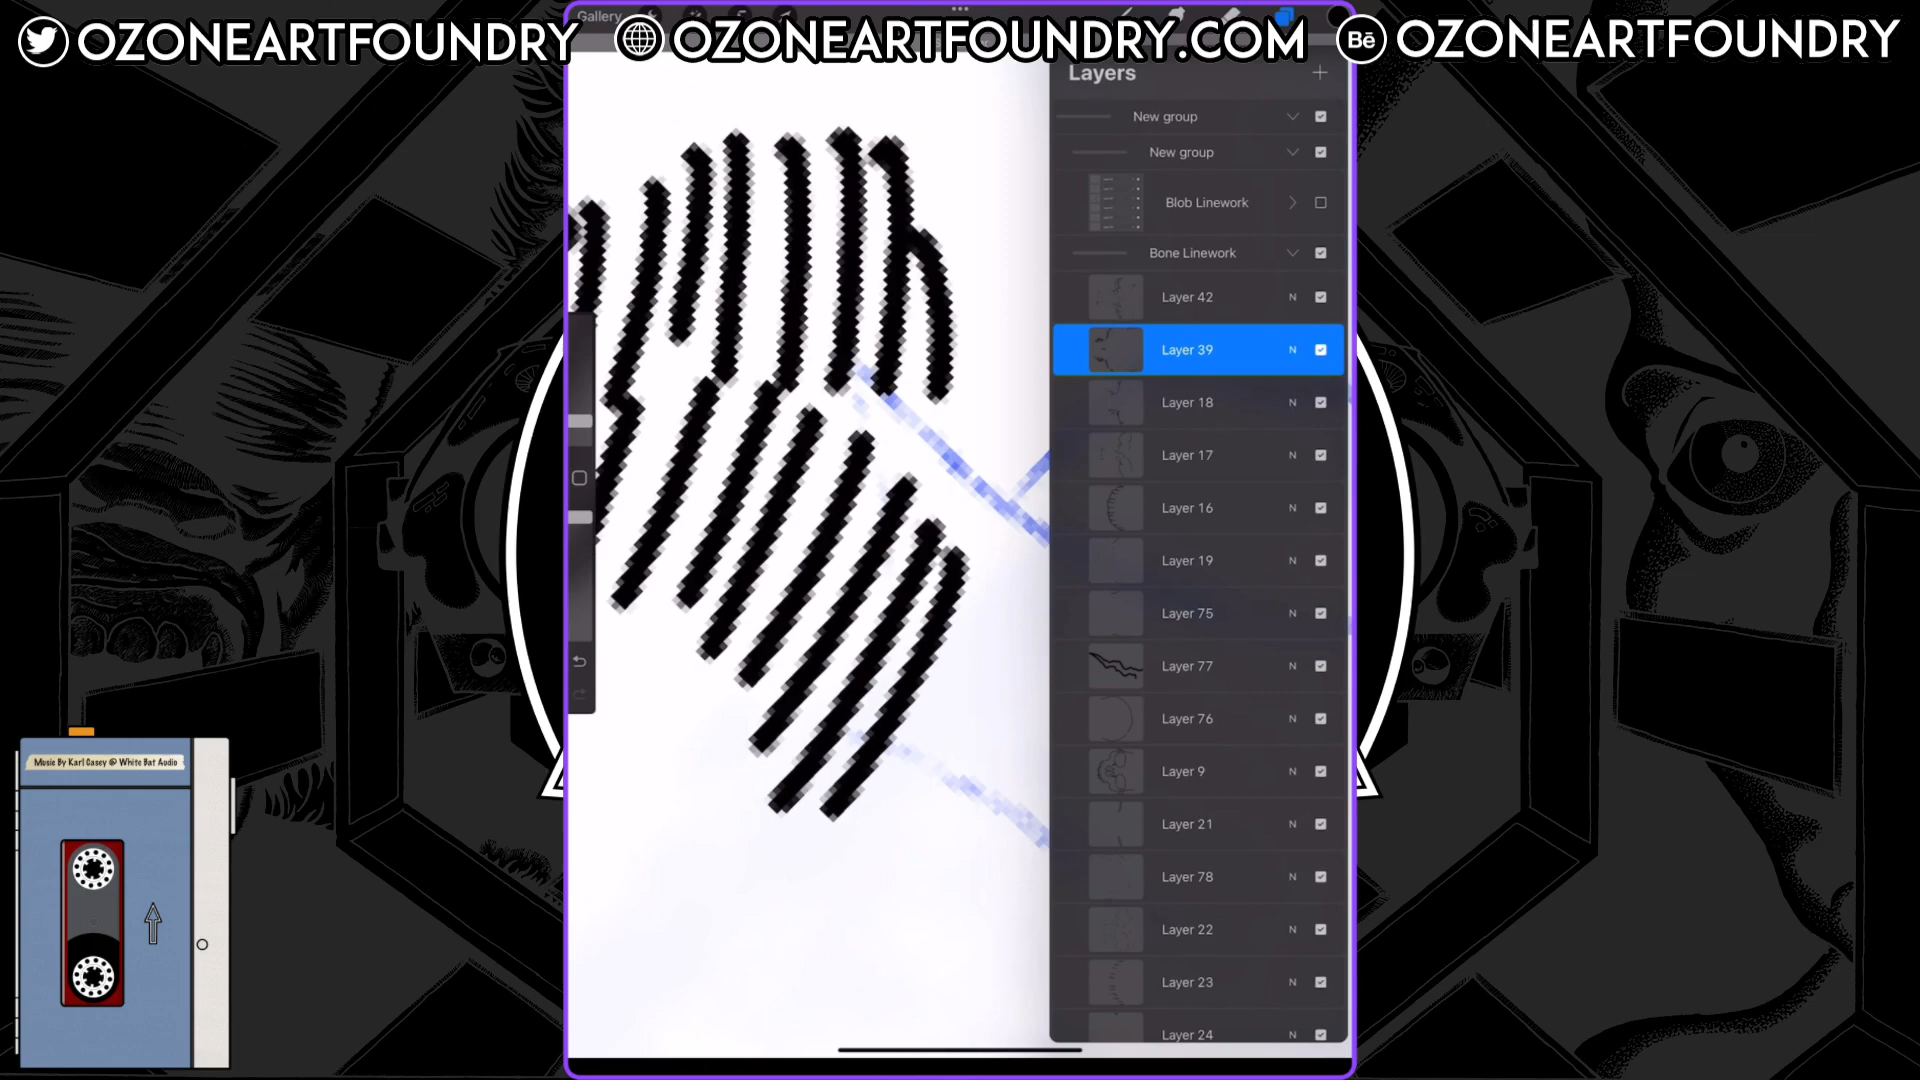 OZONEARTFOUNDRY
OZONEARTFOUNDRY.COM
Bē OZONEARTFOUNDRY
Gallery
Layers
New group
New group
Blob Linework
Bone Linework
Layer 42 N
Layer 39 N
Layer 18 N
Layer 17 N
Layer 16 N
Layer 19 N
Layer 75 N
Layer 77 N
Layer 76 N
Layer 9 N
Layer 21 N
Layer 78 N
Layer 22 N
Layer 23 N
Layer 24 N
Music By Karl Casey @ White Bat Audio